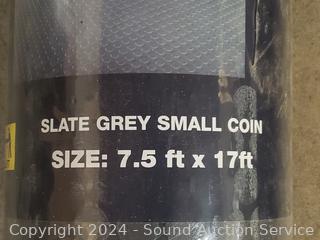 SLATE GREY SMALL COIN
SIZE: 7.5 ft x 17ft
Copyright 2024 - Sound Auction Service